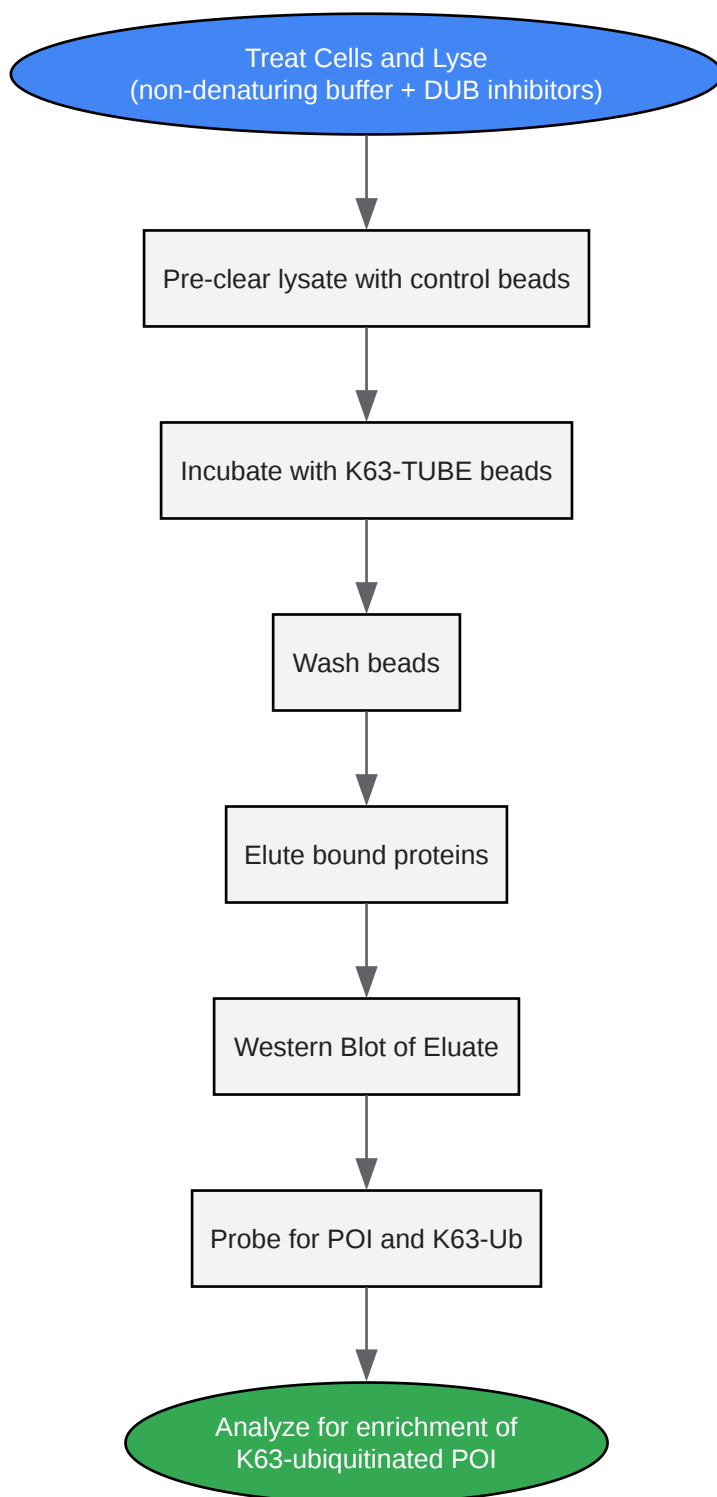 Treat Cells and Lyse
(non-denaturing buffer + DUB inhibitors)
Pre-clear lysate with control beads
Incubate with K63-TUBE beads
Wash beads
Elute bound proteins
Western Blot of Eluate
Probe for POI and K63-Ub
Analyze for enrichment of
K63-ubiquitinated POI